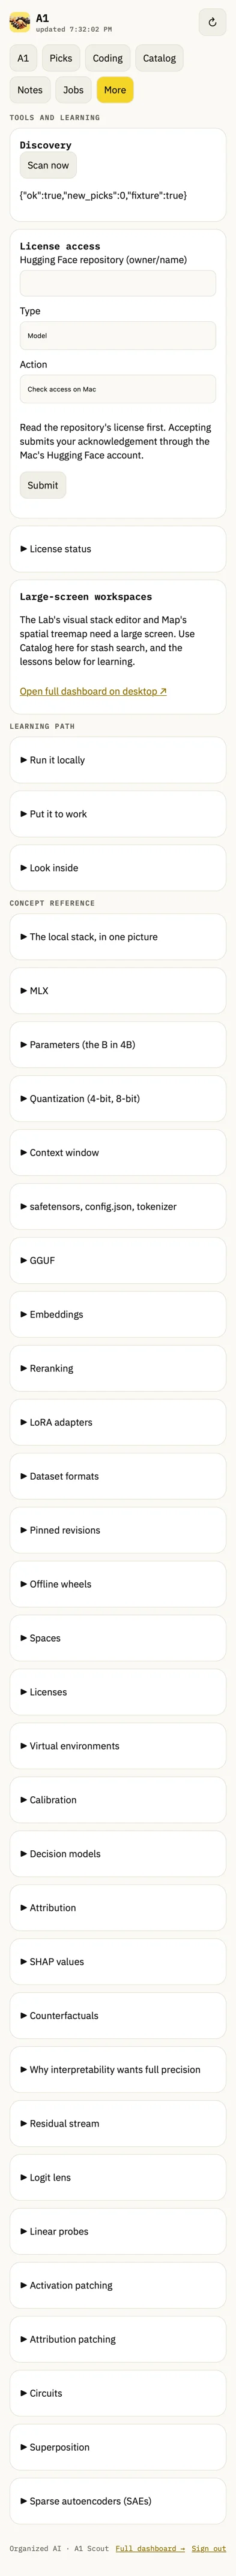 A1
updated 7:32:02 PM
↻
A1
Picks
Coding
Catalog
Notes
Jobs
More
TOOLS AND LEARNING
Discovery
Scan now
{"ok":true,"new_picks":0,"fixture":true}
License access
Hugging Face repository (owner/name)
Type
Model
Action
Check access on Mac
Read the repository's license first. Accepting
submits your acknowledgement through the
Mac's Hugging Face account.
Submit
▶ License status
Large-screen workspaces
The Lab's visual stack editor and Map's
spatial treemap need a large screen. Use
Catalog here for stash search, and the
lessons below for learning.
Open full dashboard on desktop ↗
LEARNING PATH
▶ Run it locally
▶ Put it to work
▶ Look inside
CONCEPT REFERENCE
▶ The local stack, in one picture
▶ MLX
▶ Parameters (the B in 4B)
▶ Quantization (4-bit, 8-bit)
▶ Context window
▶ safetensors, config.json, tokenizer
▶ GGUF
▶ Embeddings
▶ Reranking
▶ LoRA adapters
▶ Dataset formats
▶ Pinned revisions
▶ Offline wheels
▶ Spaces
▶ Licenses
▶ Virtual environments
▶ Calibration
▶ Decision models
▶ Attribution
▶ SHAP values
▶ Counterfactuals
▶ Why interpretability wants full precision
▶ Residual stream
▶ Logit lens
▶ Linear probes
▶ Activation patching
▶ Attribution patching
▶ Circuits
▶ Superposition
▶ Sparse autoencoders (SAEs)
Organized AI · A1 Scout Full dashboard → Sign out